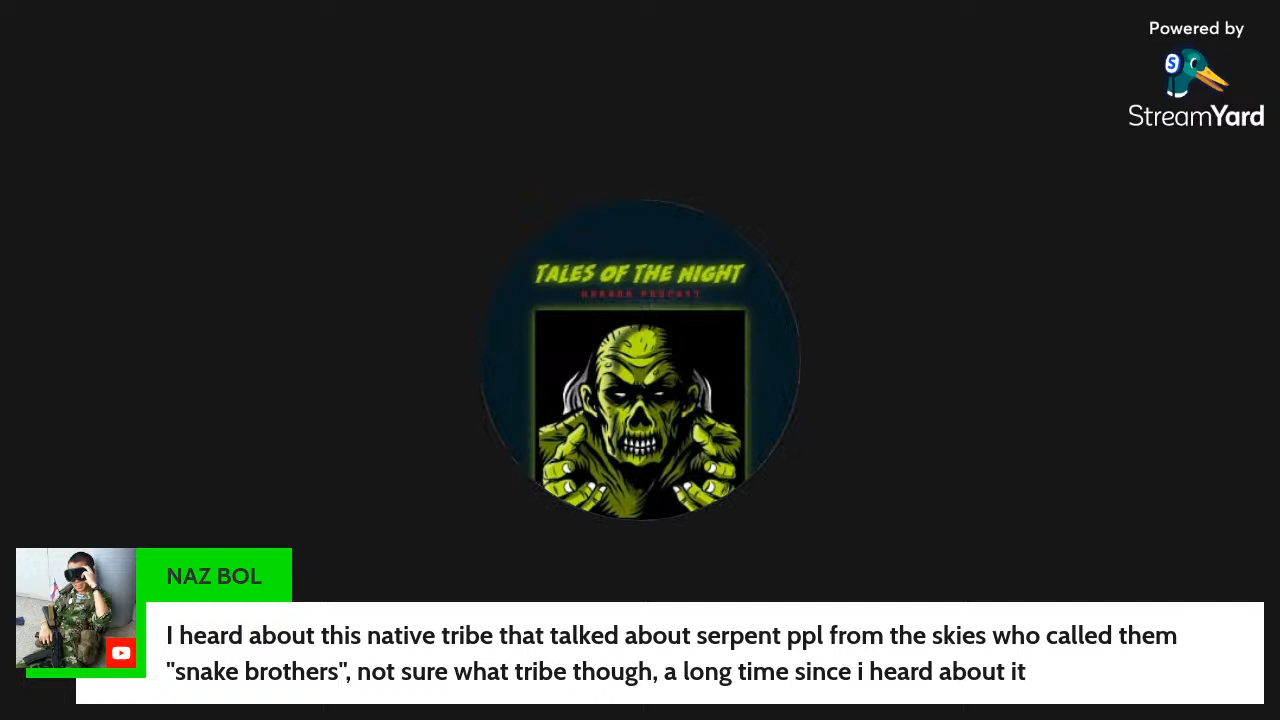 Powered by
StreamYard
TALES OF THE NIGHT
HORROR PODCAST
NAZ BOL
I heard about this native tribe that talked about serpent ppl from the skies who called them
"snake brothers", not sure what tribe though, a long time since i heard about it